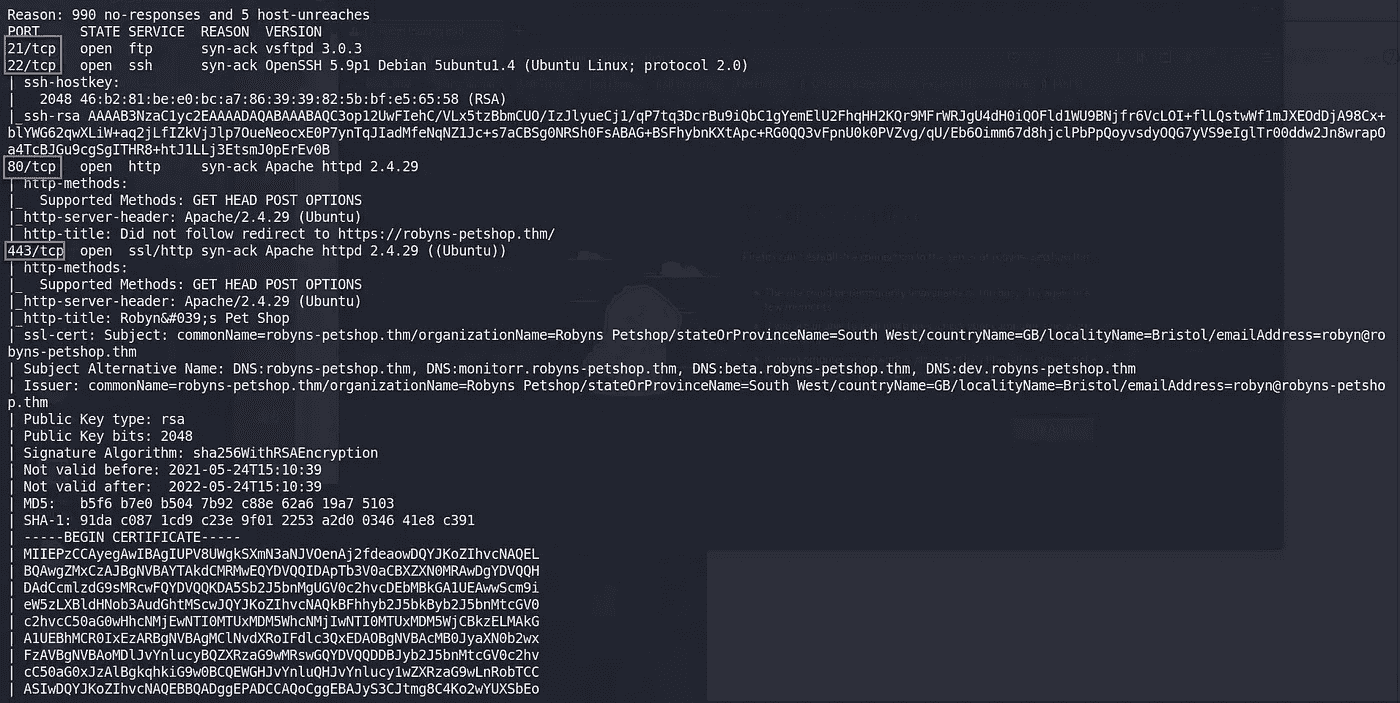 Reason: 990 no-responses and 5 host-unreaches
PORT     STATE SERVICE  REASON  VERSION
21/tcp   open  ftp      syn-ack vsftpd 3.0.3
22/tcp   open  ssh      syn-ack OpenSSH 5.9p1 Debian 5ubuntu1.4 (Ubuntu Linux; protocol 2.0)
| ssh-hostkey:
|   2048 46:b2:81:be:e0:bc:a7:86:39:39:82:5b:bf:e5:65:58 (RSA)
|_ssh-rsa AAAAB3NzaC1yc2EAAAADAQABAAABAQC3op12UwFIehC/VLx5tzBbmCUO/IzJlyueCj1/qP7tq3DcrBu9iQbC1gYemElU2FhqHH2KQr9MFrWRJgU4dH0iQOFld1WU9BNjfr6VcLOI+flLQstwWf1mJXEOdDjA98Cx+
blYWG62qwXLiW+aq2jLfIZkVjJlp7OueNeocxE0P7ynTqJIadMfeNqNZ1Jc+s7aCBSg0NRSh0FsABAG+BSFhybnKXtApc+RG0QQ3vFpnU0k0PVZvg/qU/Eb6Oimm67d8hjclPbPpQoyvsdyOQG7yVS9eIglTr00ddw2Jn8wrapO
a4TcBJGu9cgSgITHR8+htJ1LLj3EtsmJ0pErEv0B
80/tcp   open  http     syn-ack Apache httpd 2.4.29
| http-methods:
|_  Supported Methods: GET HEAD POST OPTIONS
|_http-server-header: Apache/2.4.29 (Ubuntu)
|_http-title: Did not follow redirect to https://robyns-petshop.thm/
443/tcp  open  ssl/http syn-ack Apache httpd 2.4.29 ((Ubuntu))
| http-methods:
|_  Supported Methods: GET HEAD POST OPTIONS
|_http-server-header: Apache/2.4.29 (Ubuntu)
|_http-title: Robyn&#039;s Pet Shop
| ssl-cert: Subject: commonName=robyns-petshop.thm/organizationName=Robyns Petshop/stateOrProvinceName=South West/countryName=GB/localityName=Bristol/emailAddress=robyn@ro
byns-petshop.thm
| Subject Alternative Name: DNS:robyns-petshop.thm, DNS:monitorr.robyns-petshop.thm, DNS:beta.robyns-petshop.thm, DNS:dev.robyns-petshop.thm
| Issuer: commonName=robyns-petshop.thm/organizationName=Robyns Petshop/stateOrProvinceName=South West/countryName=GB/localityName=Bristol/emailAddress=robyn@robyns-petsho
p.thm
| Public Key type: rsa
| Public Key bits: 2048
| Signature Algorithm: sha256WithRSAEncryption
| Not valid before: 2021-05-24T15:10:39
| Not valid after:  2022-05-24T15:10:39
| MD5:   b5f6 b7e0 b504 7b92 c88e 62a6 19a7 5103
| SHA-1: 91da c087 1cd9 c23e 9f01 2253 a2d0 0346 41e8 c391
| -----BEGIN CERTIFICATE-----
| MIIEPzCCAyegAwIBAgIUPV8UWgkSXmN3aNJVOenAj2fdeaowDQYJKoZIhvcNAQEL
| BQAwgZMxCzAJBgNVBAYTAkdCMRMwEQYDVQQIDApTb3V0aCBXZXN0MRAwDgYDVQQH
| DAdCcmlzdG9sMRcwFQYDVQQKDA5Sb2J5bnMgUGV0c2hvcDEbMBkGA1UEAwwScm9i
| eW5zLXBldHNob3AudGhtMScwJQYJKoZIhvcNAQkBFhhyb2J5bkByb2J5bnMtcGV0
| c2hvcC50aG0wHhcNMjEwNTI0MTUxMDM5WhcNMjIwNTI0MTUxMDM5WjCBkzELMAkG
| A1UEBhMCR0IxEzARBgNVBAgMClNvdXRoIFdlc3QxEDAOBgNVBAcMB0JyaXN0b2wx
| FzAVBgNVBAoMDlJvYnlucyBQZXRzaG9wMRswGQYDVQQDDBJyb2J5bnMtcGV0c2hv
| cC50aG0xJzAlBgkqhkiG9w0BCQEWGHJvYnluQHJvYnlucy1wZXRzaG9wLnRobTCC
| ASIwDQYJKoZIhvcNAQEBBQADggEPADCCAQoCggEBAJyS3CJtmg8C4Ko2wYUXSbEo